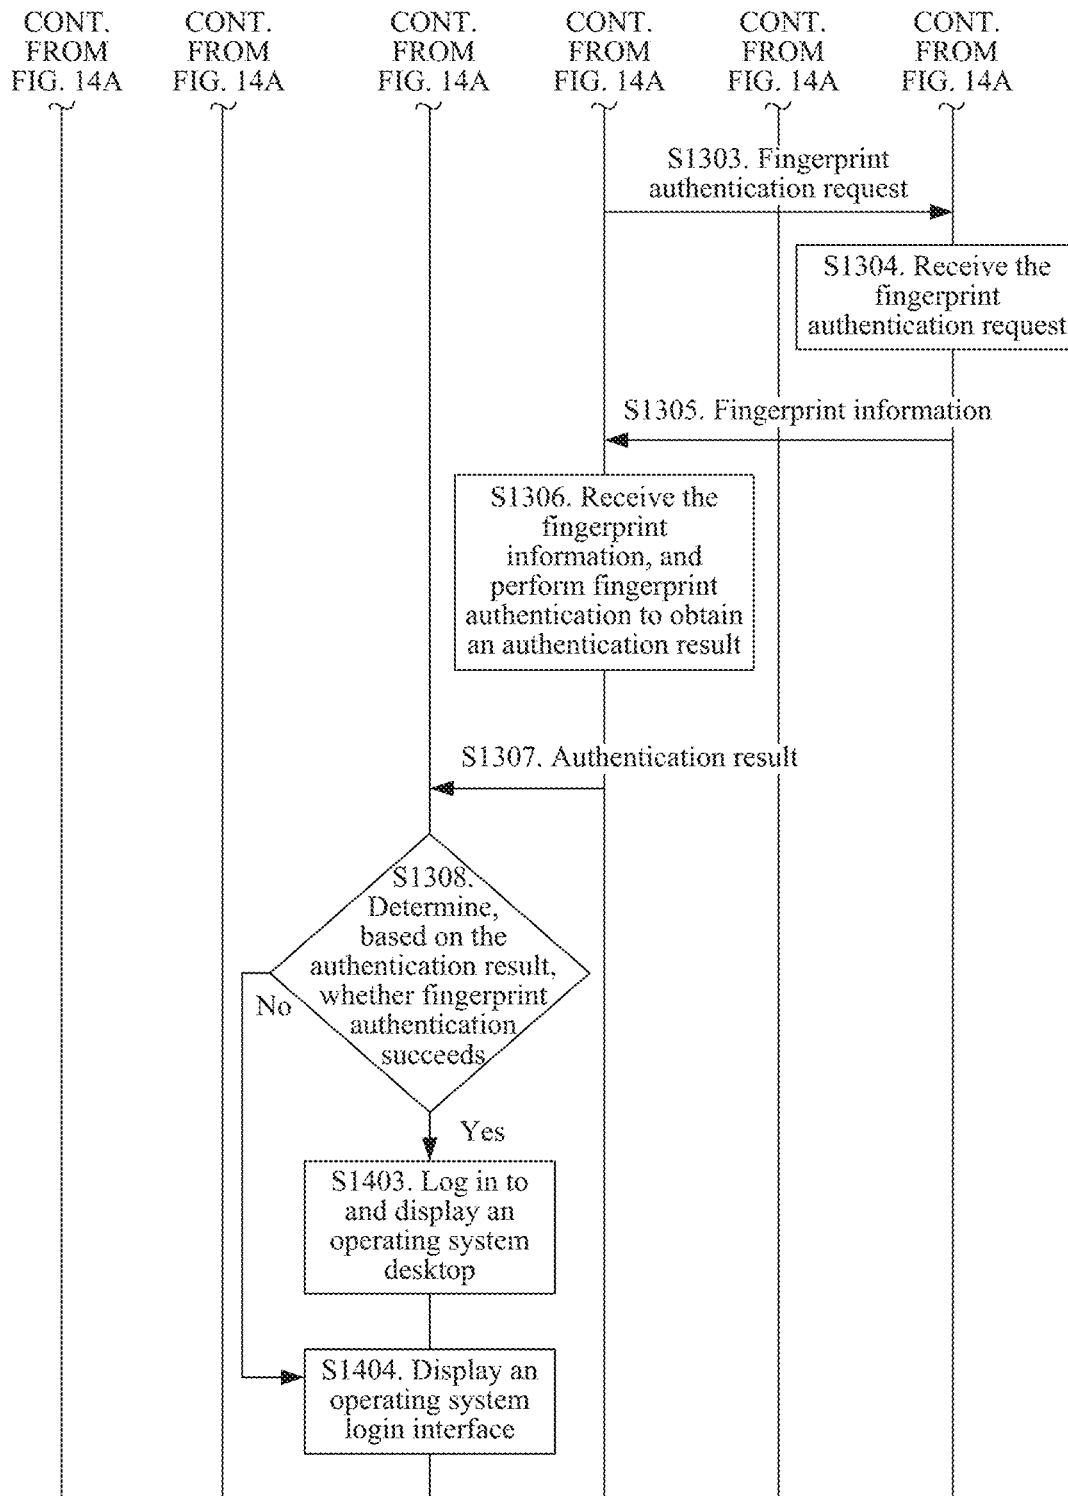 CONT.
FROM
FIG. 14A
CONT.
FROM
FIG. 14A
CONT.
FROM
FIG. 14A
CONT.
FROM
FIG. 14A
CONT.
FROM
FIG. 14A
CONT.
FROM
FIG. 14A
S1303. Fingerprint
authentication request
S1304. Receive the
fingerprint
authentication request
S1305. Fingerprint information
S1306. Receive the
fingerprint
information, and
perform fingerprint
authentication to obtain
an authentication result
S1307. Authentication result
S1308.
Determine,
based on the
authentication result,
whether fingerprint
authentication
succeeds
No
Yes
S1403. Log in to
and display an
operating system
desktop
S1404. Display an
operating system
login interface